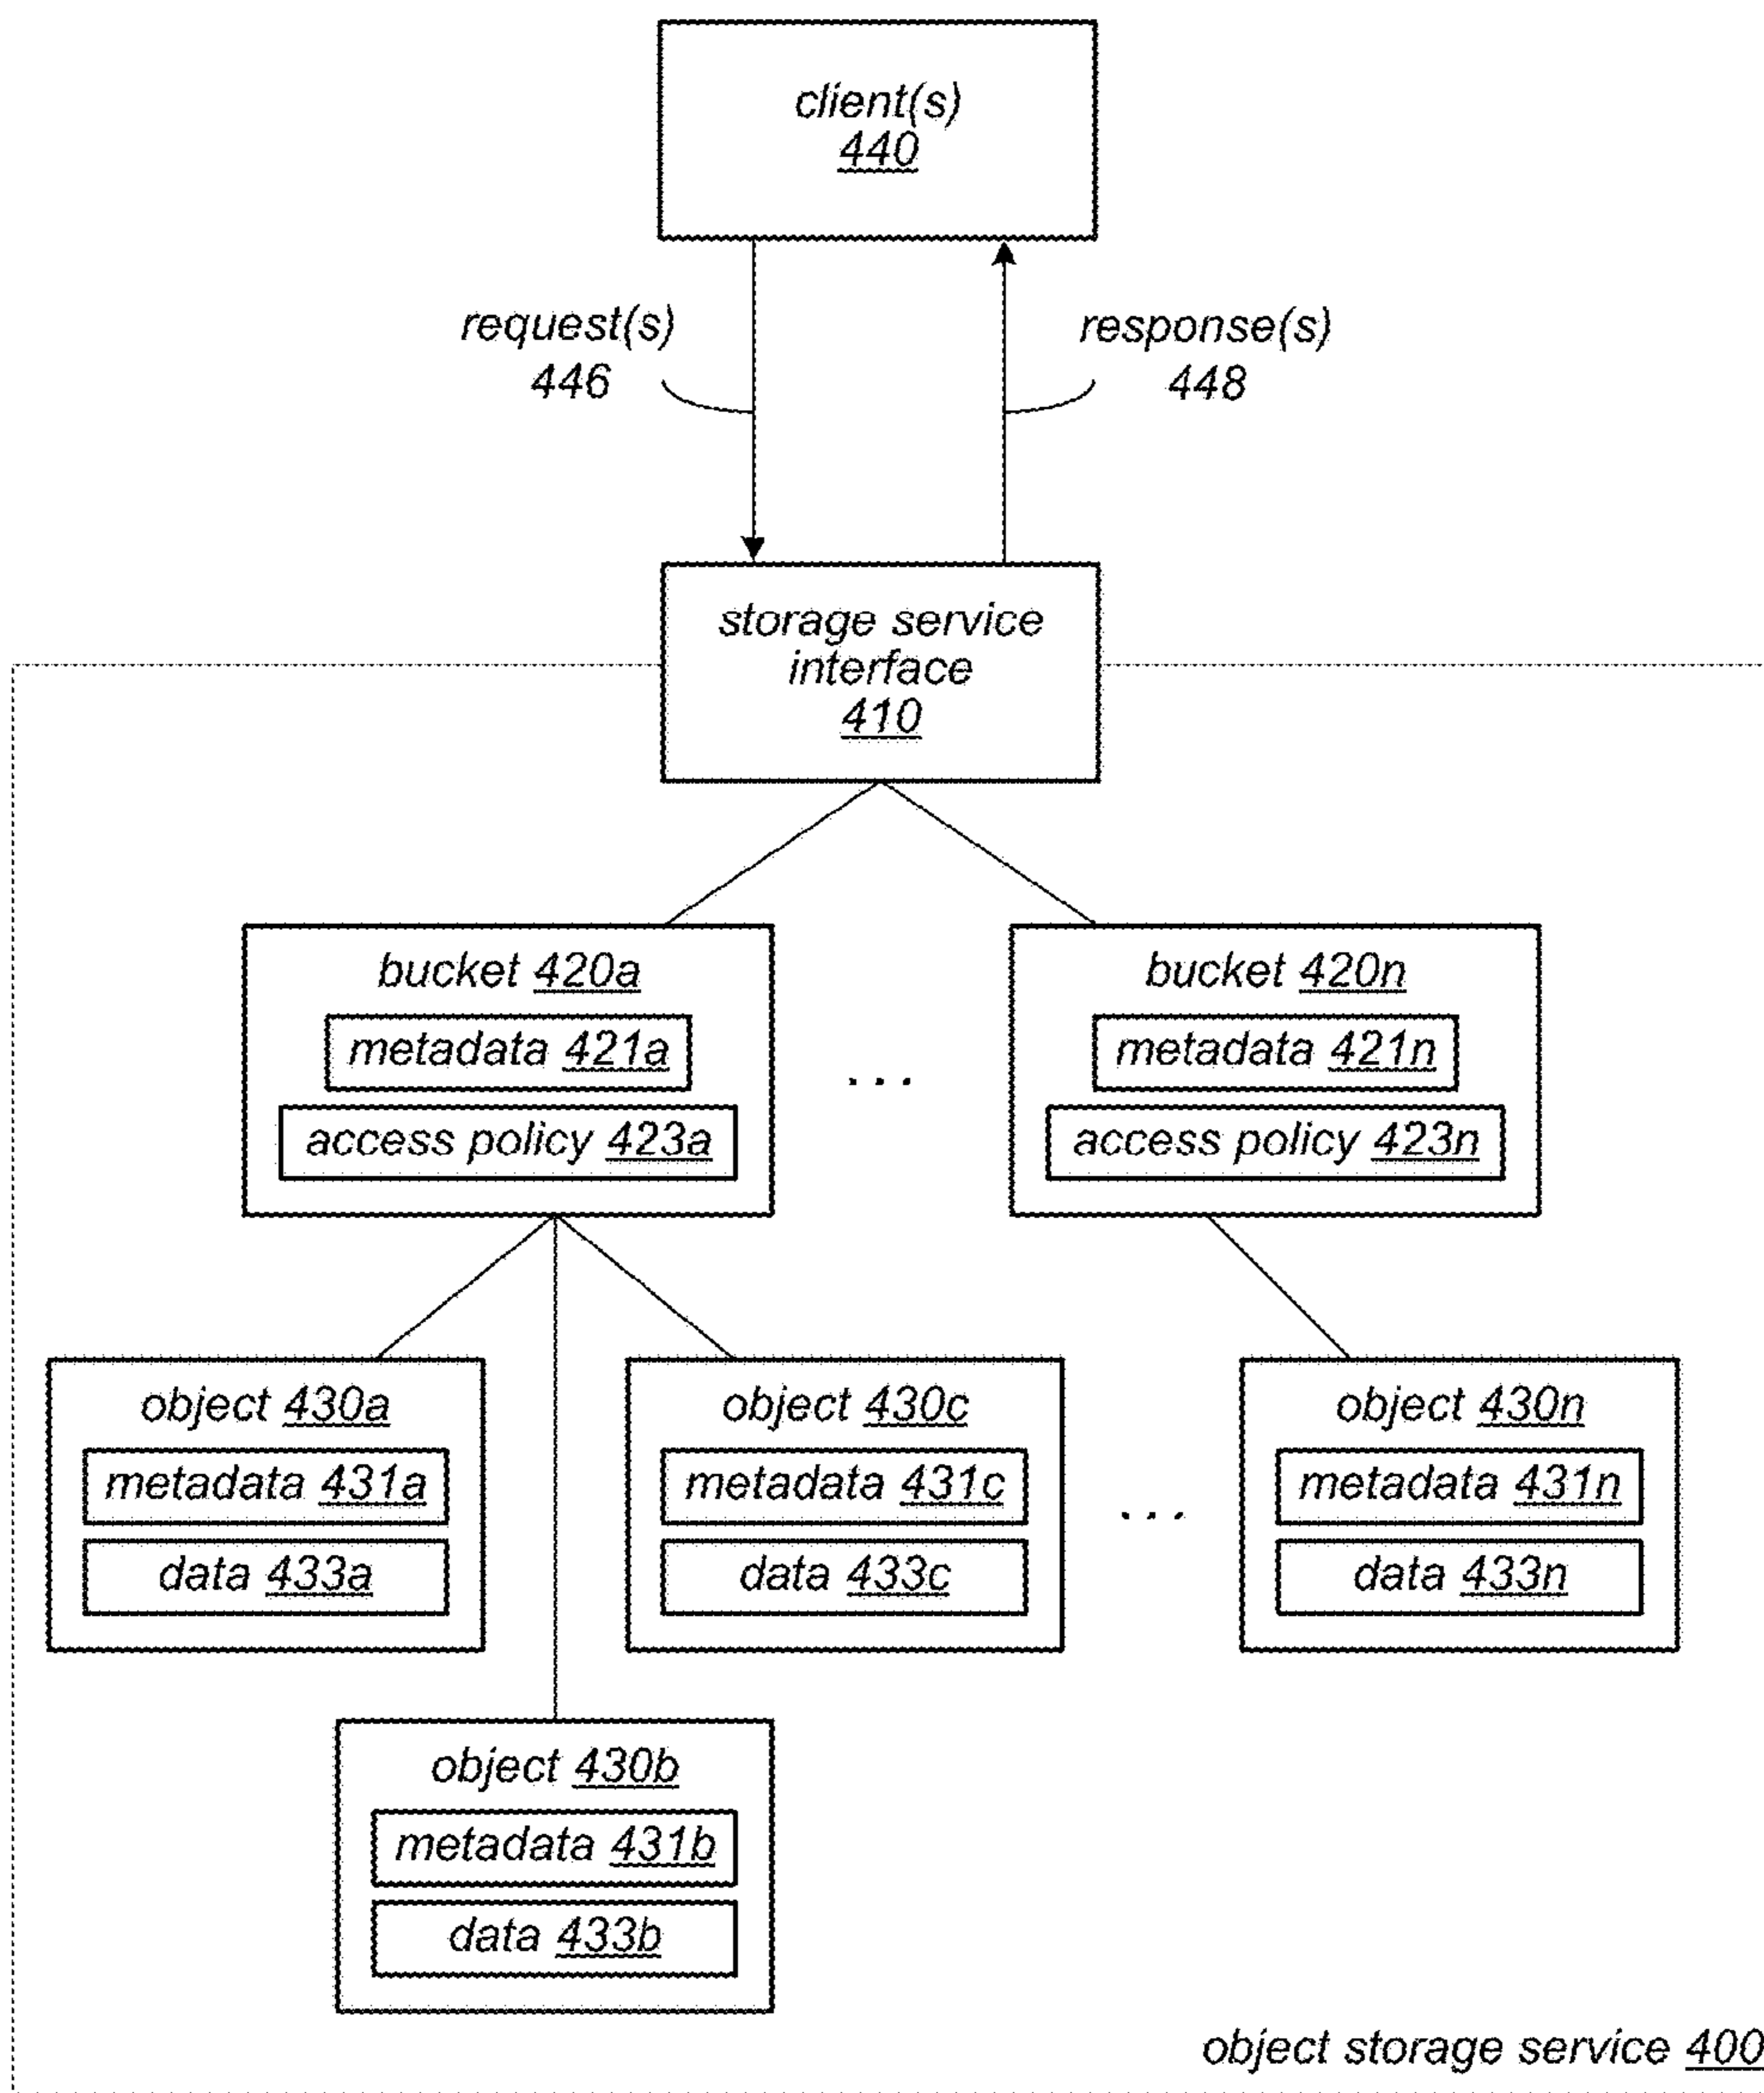 client(s)
440
request(s)
446
response(s)
448
storage service
interface
410
bucket 420a
metadata 421a
access policy 423a
...
bucket 420n
metadata 421n
access policy 423n
object 430a
metadata 431a
data 433a
object 430c
metadata 431c
data 433c
...
object 430n
metadata 431n
data 433n
object 430b
metadata 431b
data 433b
object storage service 400